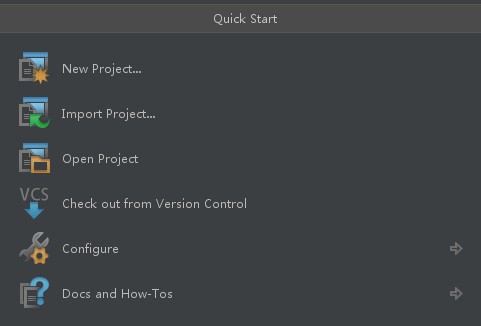 Quick Start
New Project...
Import Project...
Open Project
VCS
Check out from Version Control
Configure
Docs and How-Tos